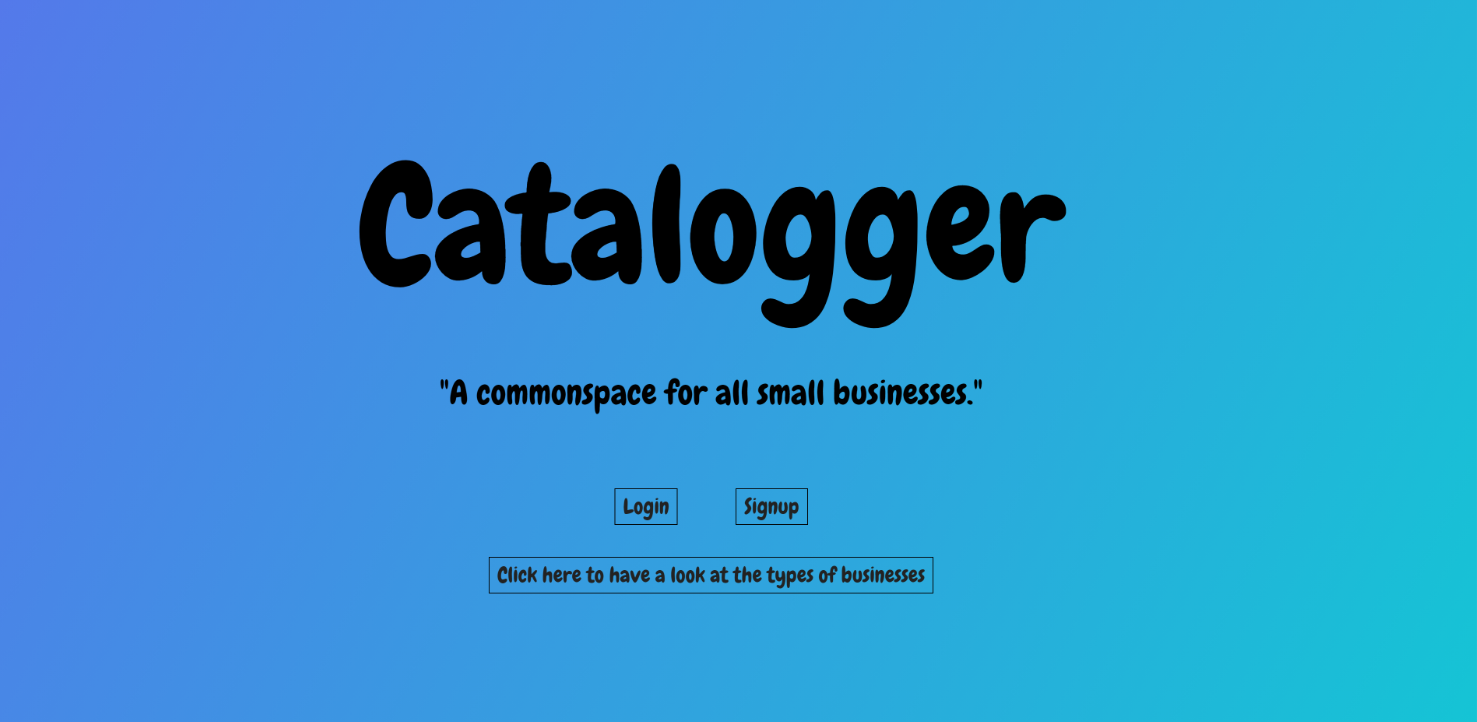 Catalogger
"A commonspace for all small businesses."
Login Signup
Click here to have a look at the types of businesses